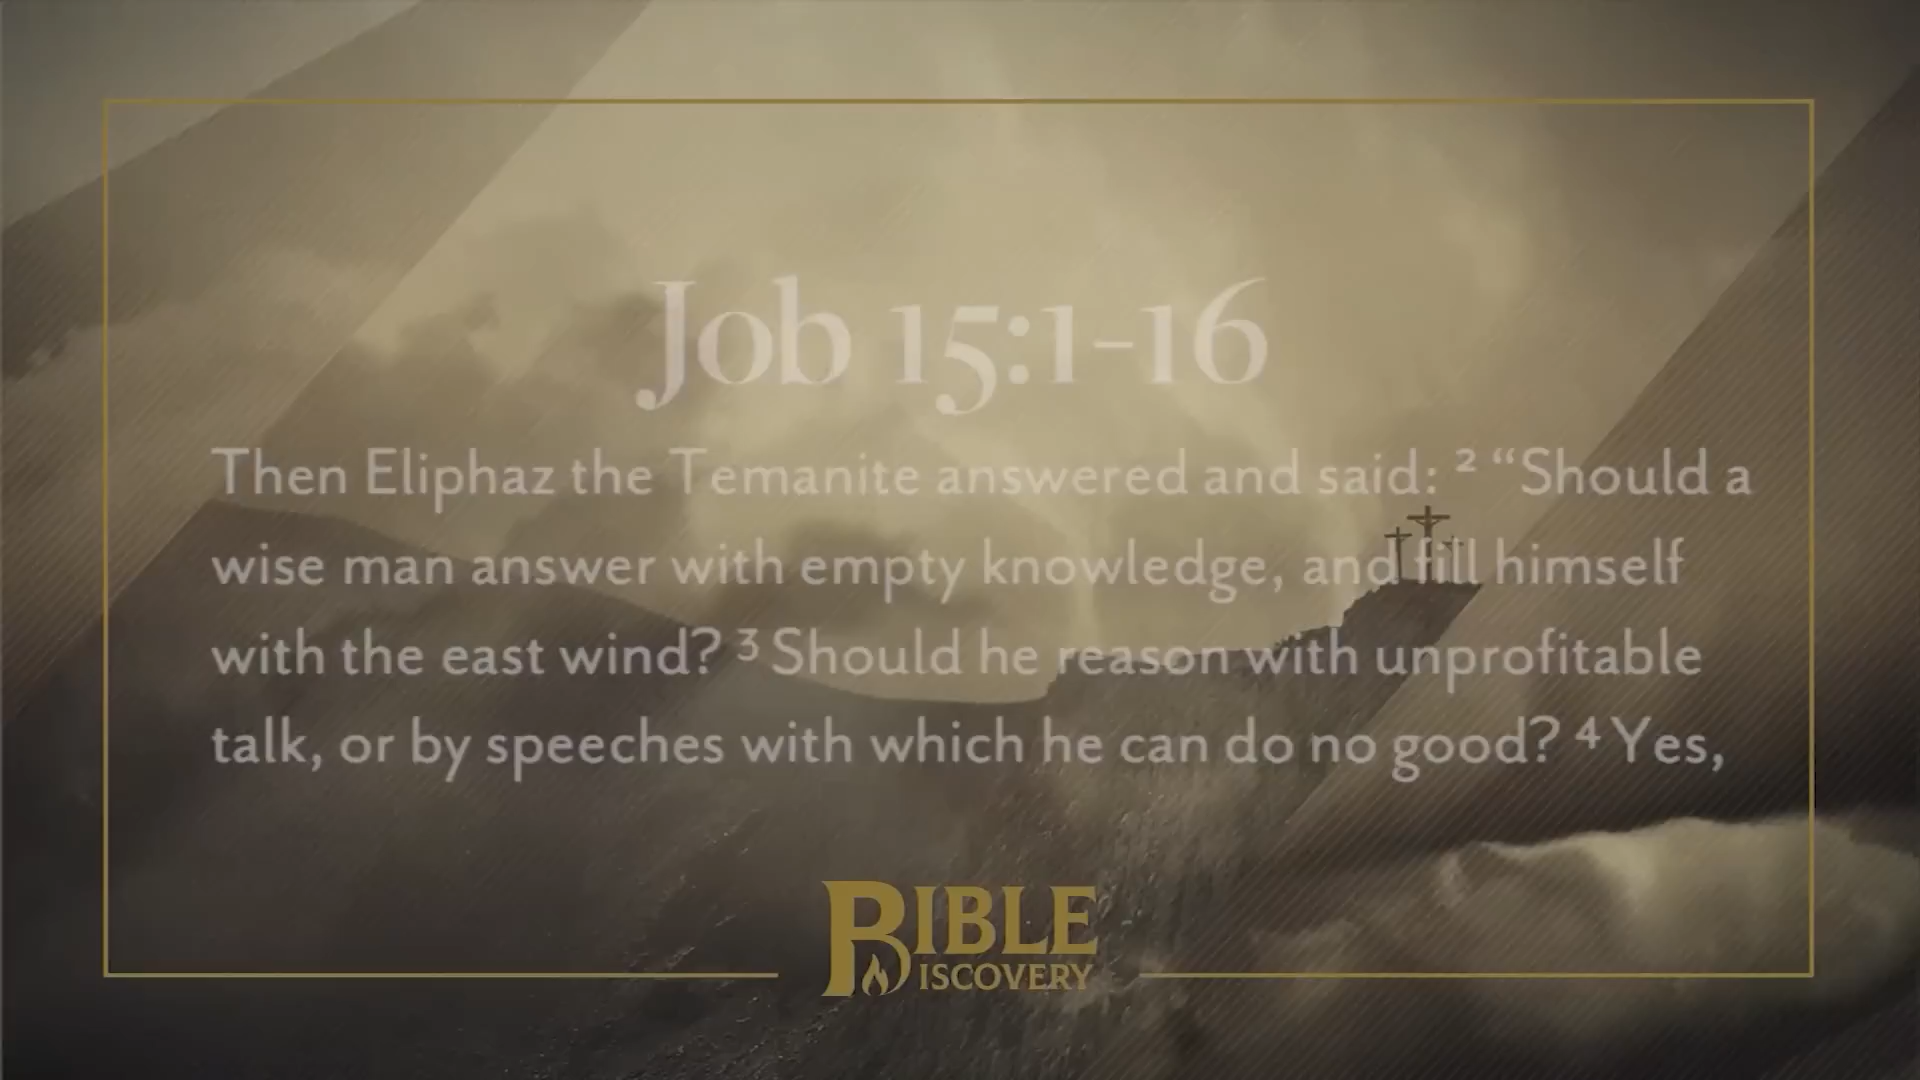 Job 15:1-16
Then Eliphaz the Temanite answered and said: ² “Should a
wise man answer with empty knowledge, and fill himself
with the east wind? ³ Should he reason with unprofitable
talk, or by speeches with which he can do no good? ⁴ Yes,
BIBLE
DISCOVERY